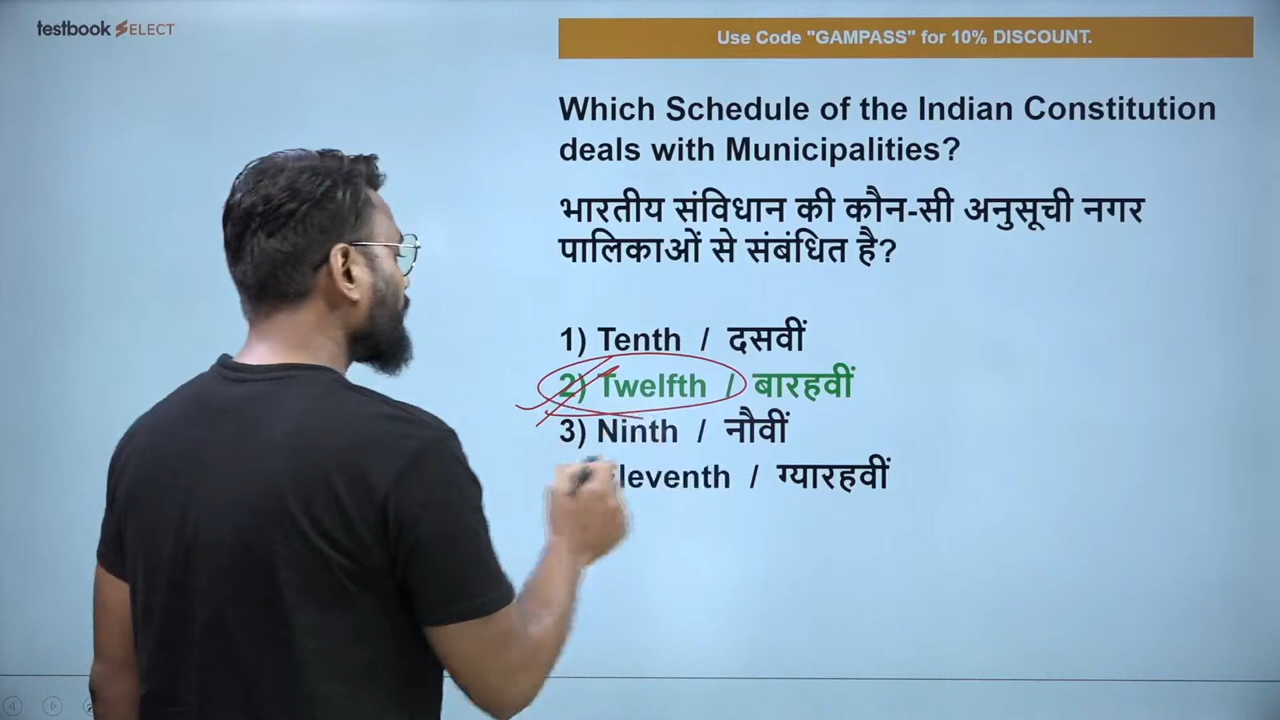 testbook SELECT
Use Code "GAMPASS" for 10% DISCOUNT.
Which Schedule of the Indian Constitution
deals with Municipalities?
भारतीय संविधान की कौन-सी अनुसूची नगर
पालिकाओं से संबंधित है?
1) Tenth / दसवीं
2) Twelfth / बारहवीं
3) Ninth / नौवीं
leventh / ग्यारहवीं